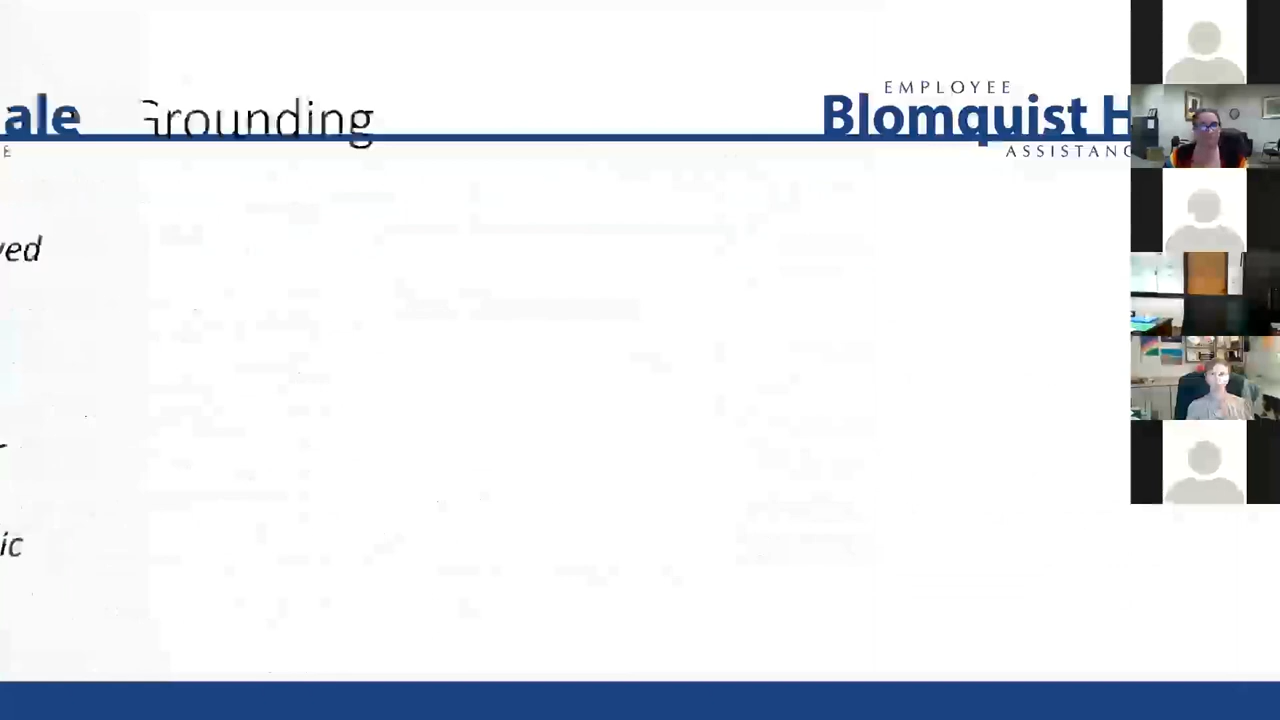 EMPLOYEE
ale Grounding Blomquist H
ASSISTANC
E
ved
ic